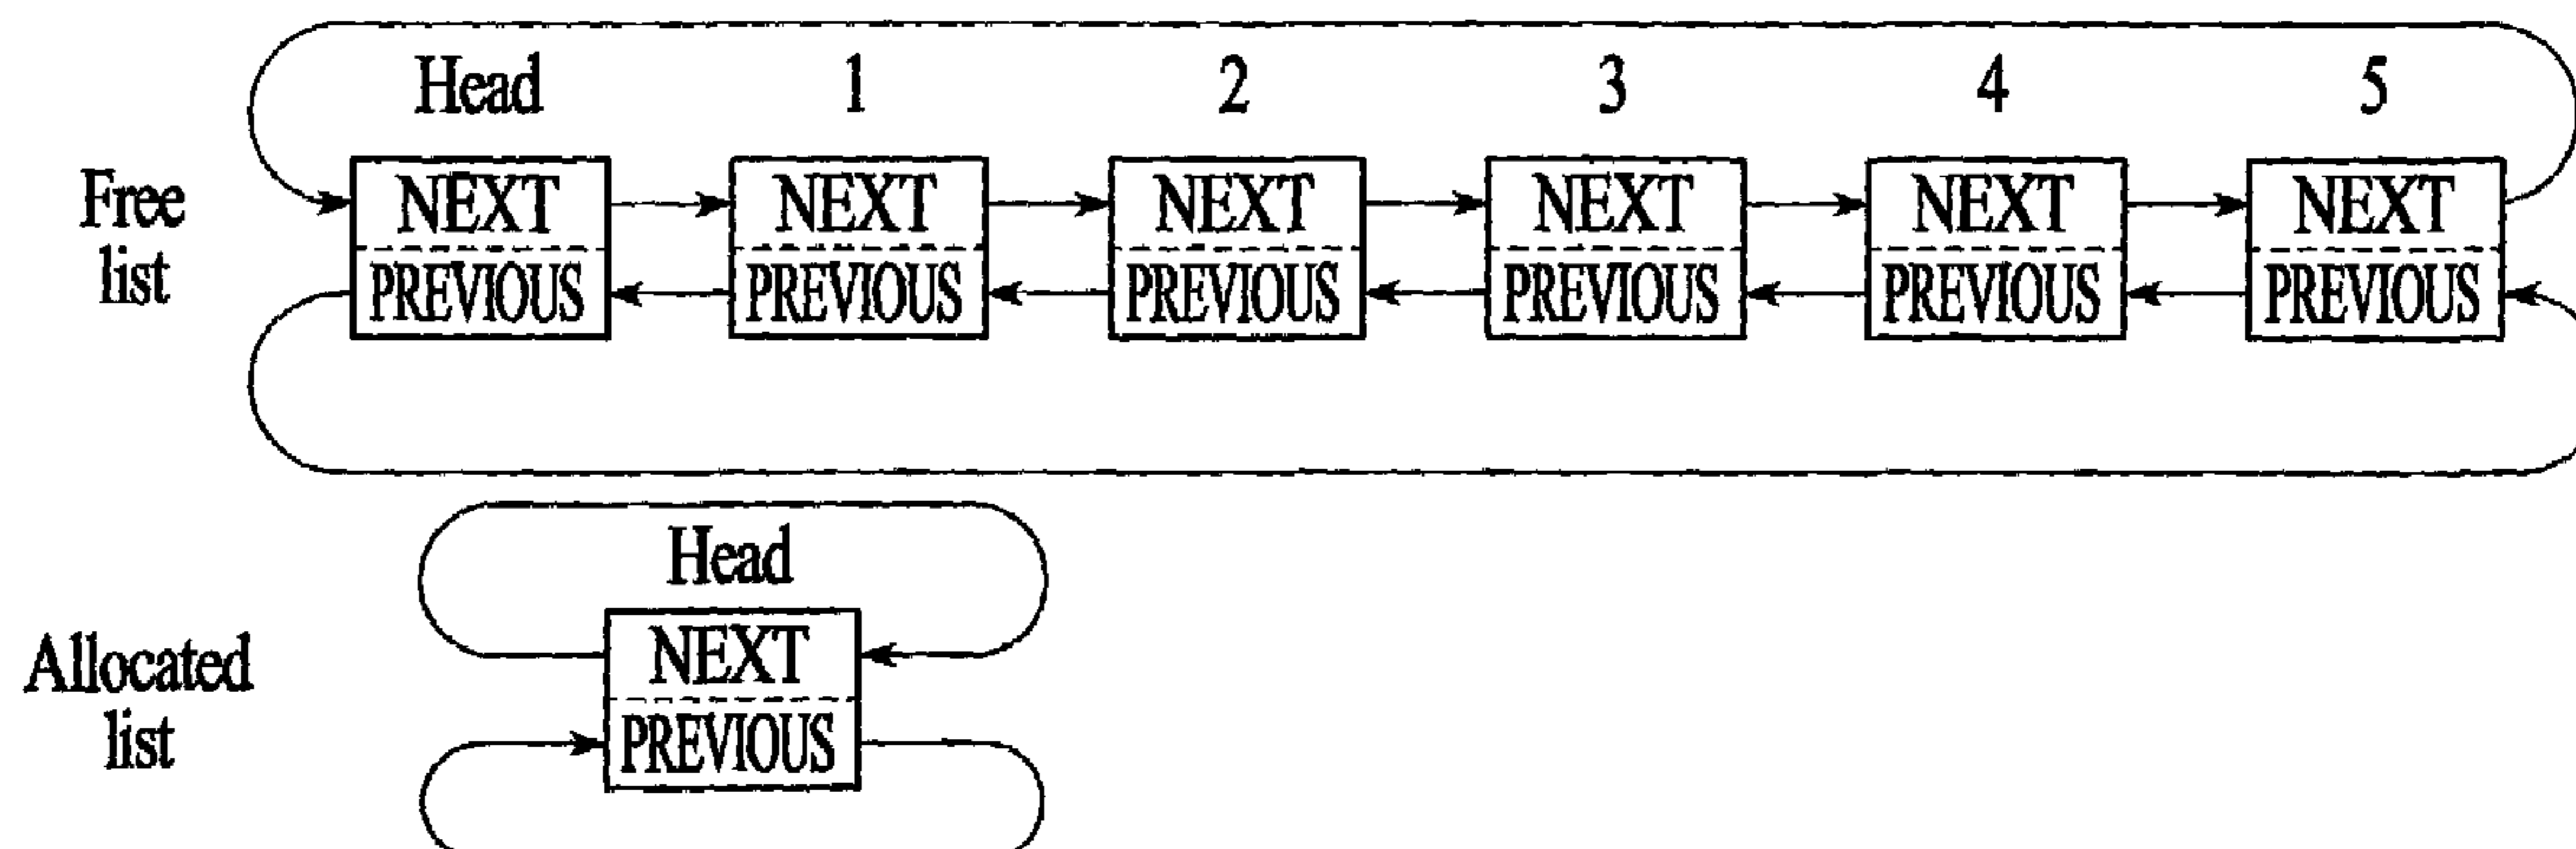 Head 1 2 3 4 5
Free
list
NEXT NEXT NEXT NEXT NEXT NEXT
PREVIOUS PREVIOUS PREVIOUS PREVIOUS PREVIOUS PREVIOUS
Head
Allocated
list
NEXT
PREVIOUS